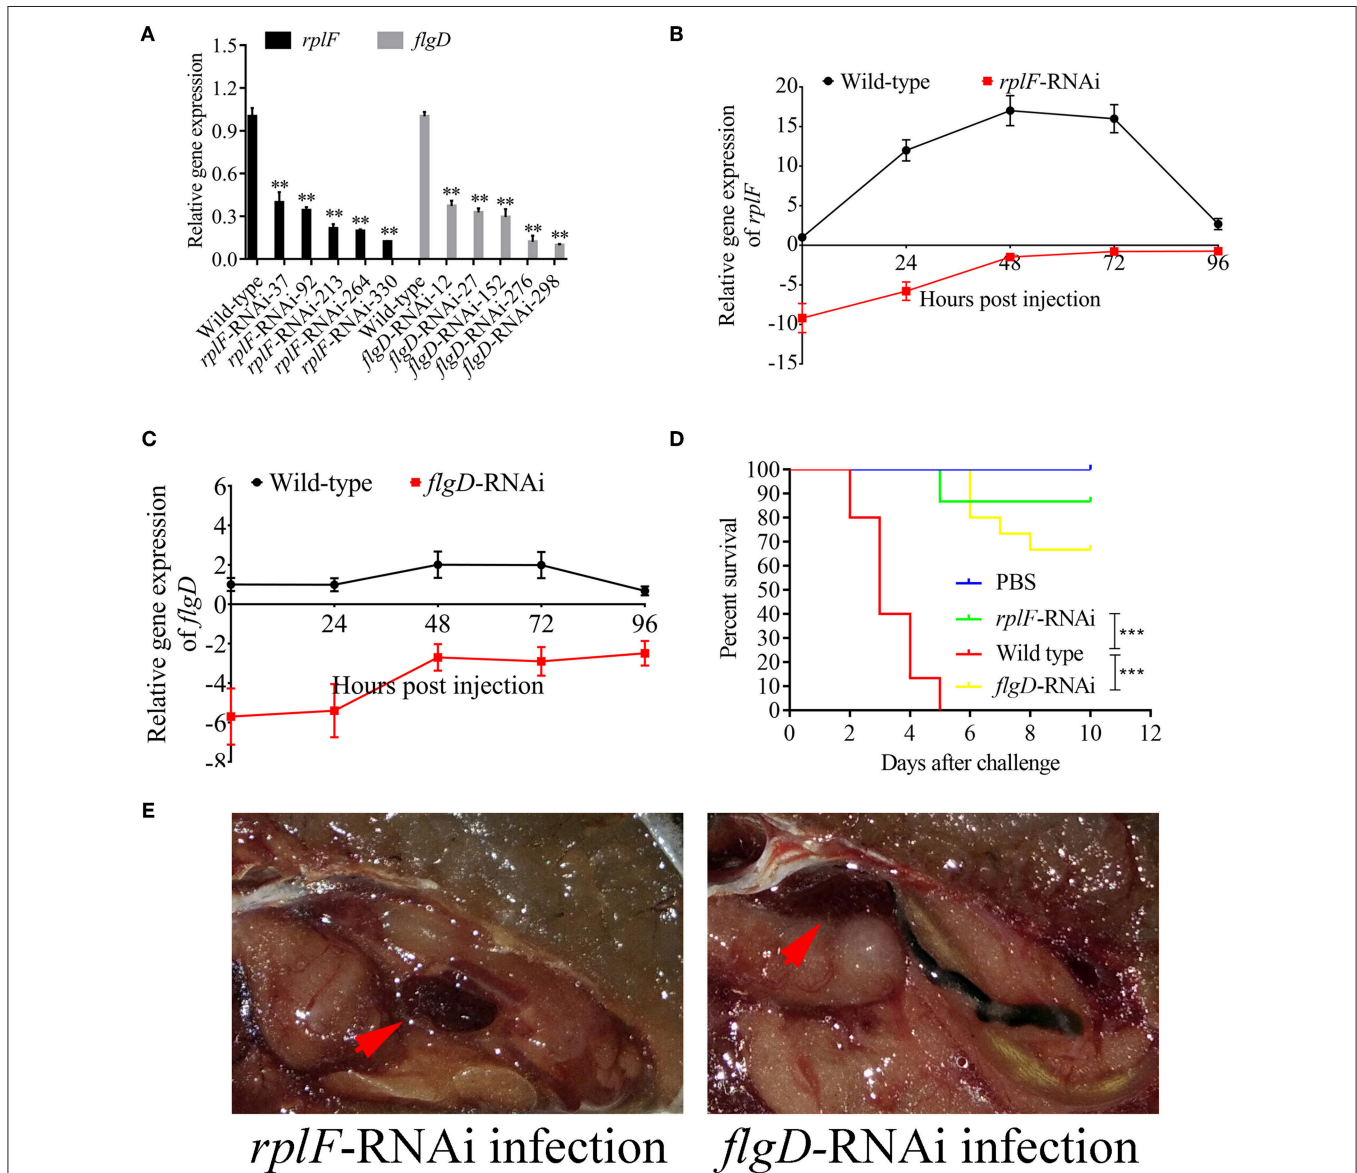 A
rplF
flgD
Relative gene expression
1.5
1.2
0.9
0.6
0.3
0.0
**
**
**
**
**
**
**
**
**
**
Wild-type
rplF-RNAi-37
rplF-RNAi-92
rplF-RNAi-213
rplF-RNAi-264
rplF-RNAi-330
Wild-type
flgD-RNAi-12
flgD-RNAi-27
flgD-RNAi-152
flgD-RNAi-276
flgD-RNAi-298
B
Wild-type
rplF-RNAi
Relative gene expression
of rplF
20
15
10
5
0
-5
-10
-15
24
48
72
96
Hours post injection
C
Wild-type
flgD-RNAi
Relative gene expression
of flgD
6
4
2
0
-2
-4
-6
-8
24
48
72
96
Hours post injection
D
Percent survival
100
90
80
70
60
50
40
30
20
10
0
PBS
rplF-RNAi
Wild type
flgD-RNAi
***
***
0
2
4
6
8
10
12
Days after challenge
E
rplF-RNAi infection
flgD-RNAi infection